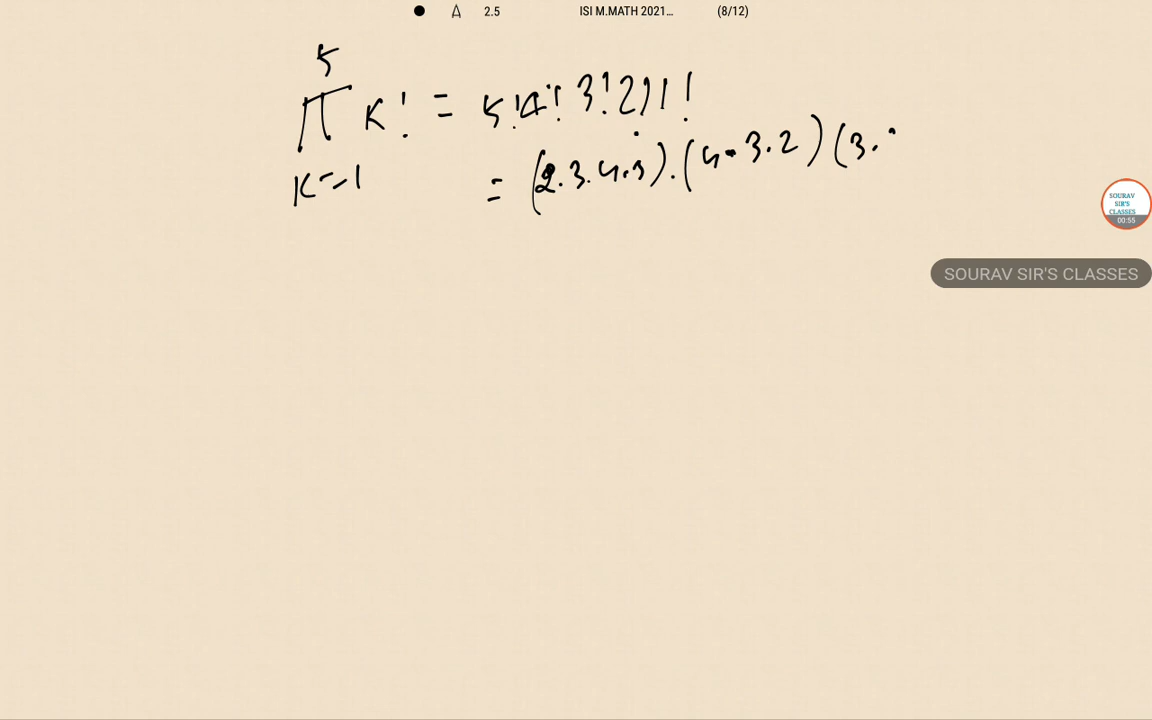 2.5 ISI M.MATH 2021... (8/12)
5
∏ K! = 5!4!3!2!1!
K=1
= (2.3.4.5).(4.3.2)(3.
SOURAV SIR'S CLASSES
00:55
SOURAV SIR'S CLASSES